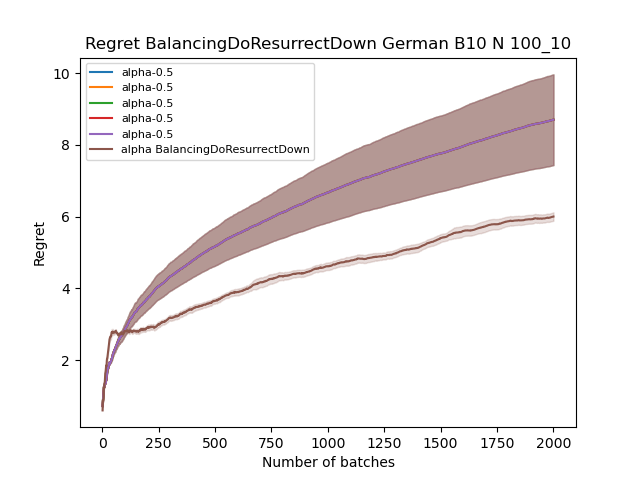 Regret BalancingDoResurrectDown German B10 N 100_10
alpha-0.5
alpha-0.5
alpha-0.5
alpha-0.5
alpha-0.5
alpha BalancingDoResurrectDown
10
8
6
4
2
Regret
0
250
500
750
1000
1250
1500
1750
2000
Number of batches